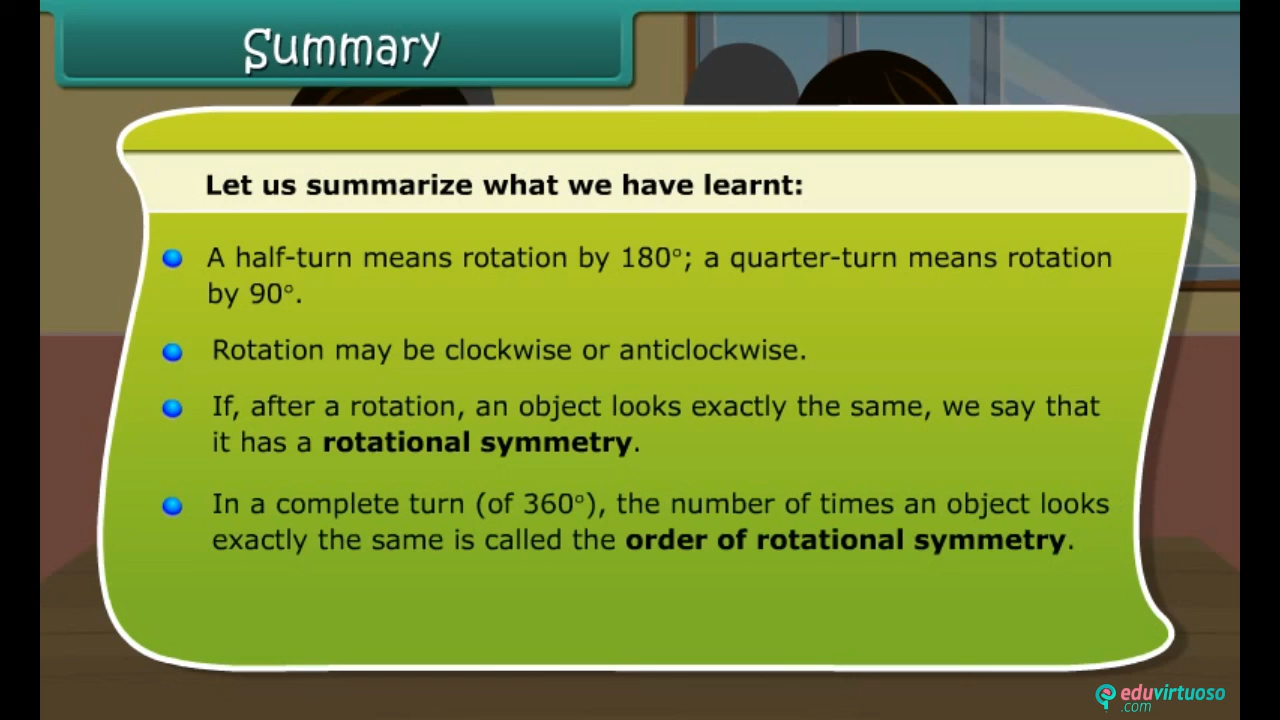 Summary
Let us summarize what we have learnt:
A half-turn means rotation by 180°; a quarter-turn means rotation
by 90°.
Rotation may be clockwise or anticlockwise.
If, after a rotation, an object looks exactly the same, we say that
it has a rotational symmetry.
In a complete turn (of 360°), the number of times an object looks
exactly the same is called the order of rotational symmetry.
eduvirtuoso
.com